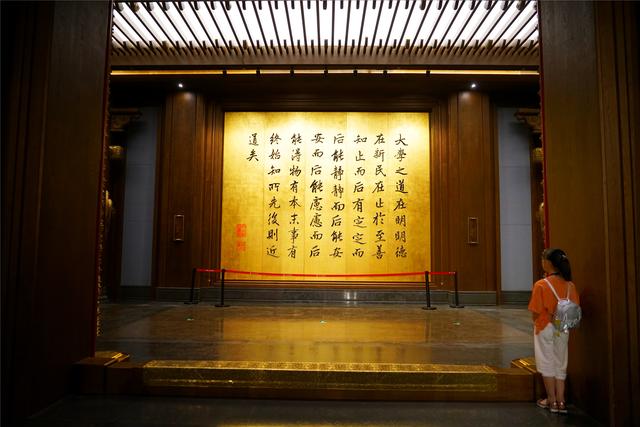 大學之道在明明德
在新民在止於至善
知止而后有定定而
后能靜靜而后能安
安而后能慮慮而后
能得物有本末事有
終始知所先後則近
道矣